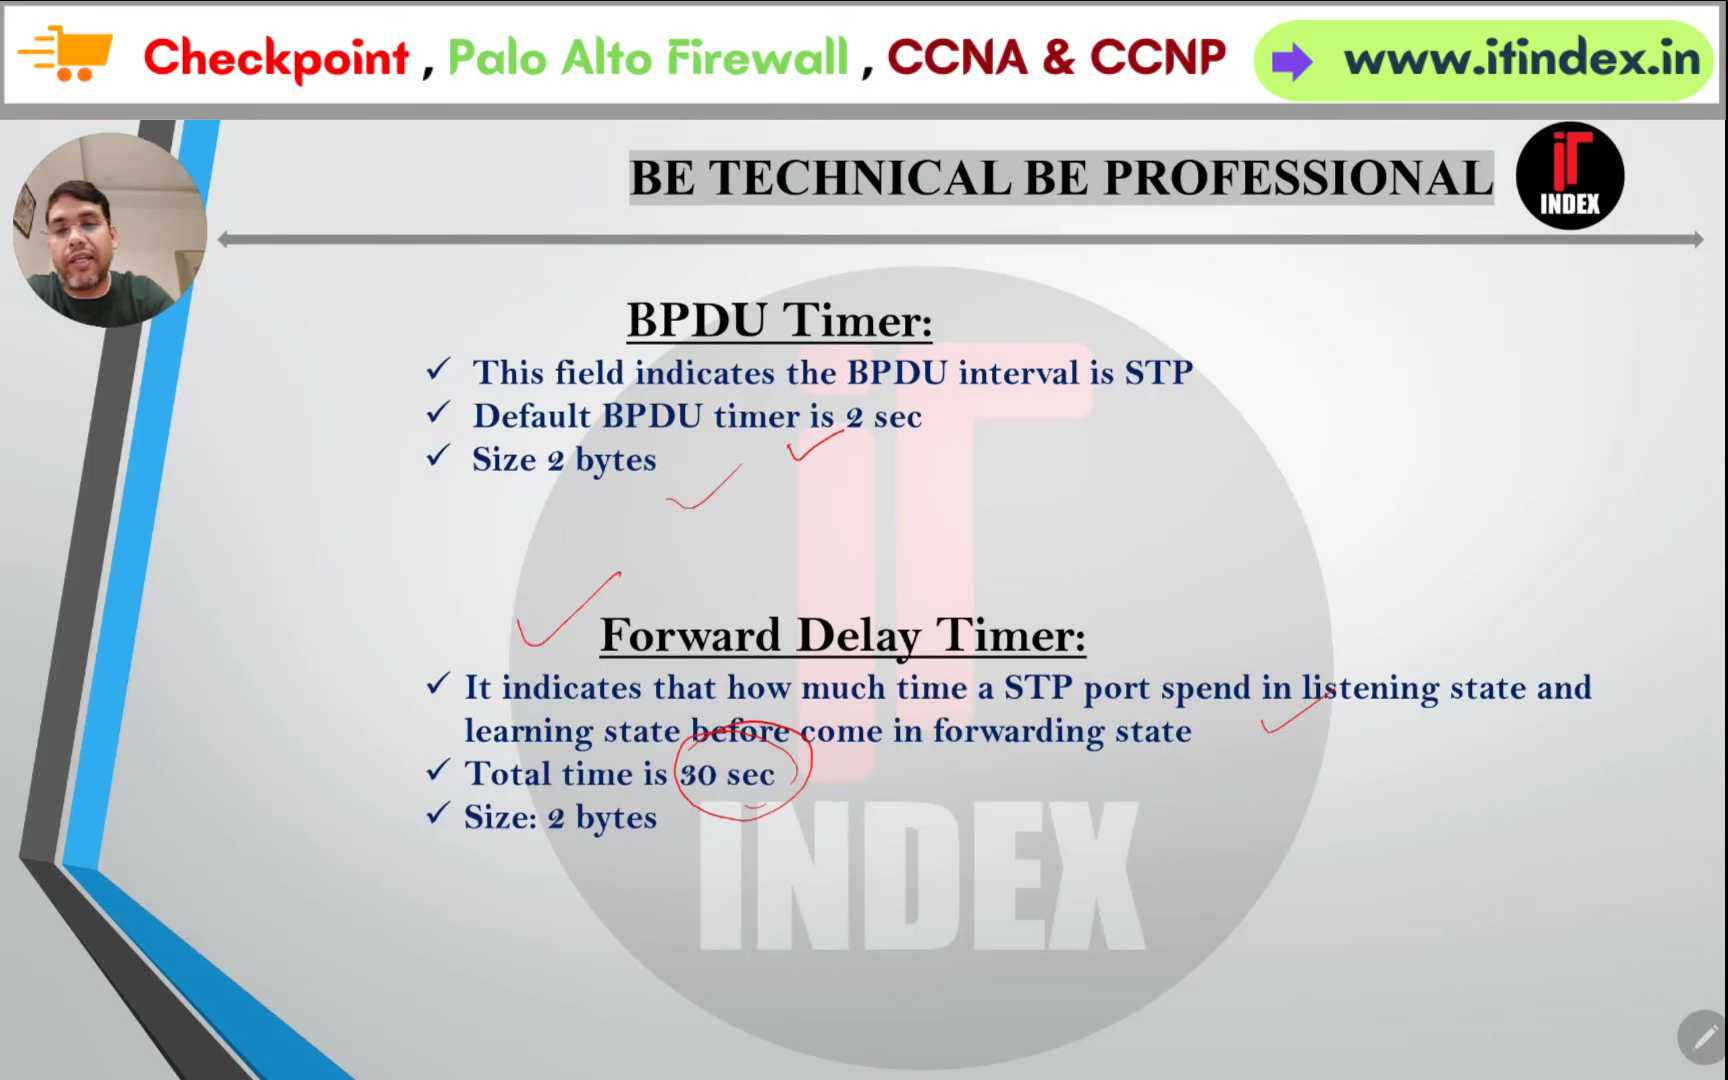 Checkpoint , Palo Alto Firewall , CCNA & CCNP www.itindex.in
BE TECHNICAL BE PROFESSIONAL
iT
INDEX
BPDU Timer:
This field indicates the BPDU interval is STP
Default BPDU timer is 2 sec
Size 2 bytes
Forward Delay Timer:
It indicates that how much time a STP port spend in listening state and
learning state before come in forwarding state
Total time is 30 sec
Size: 2 bytes
iT
INDEX